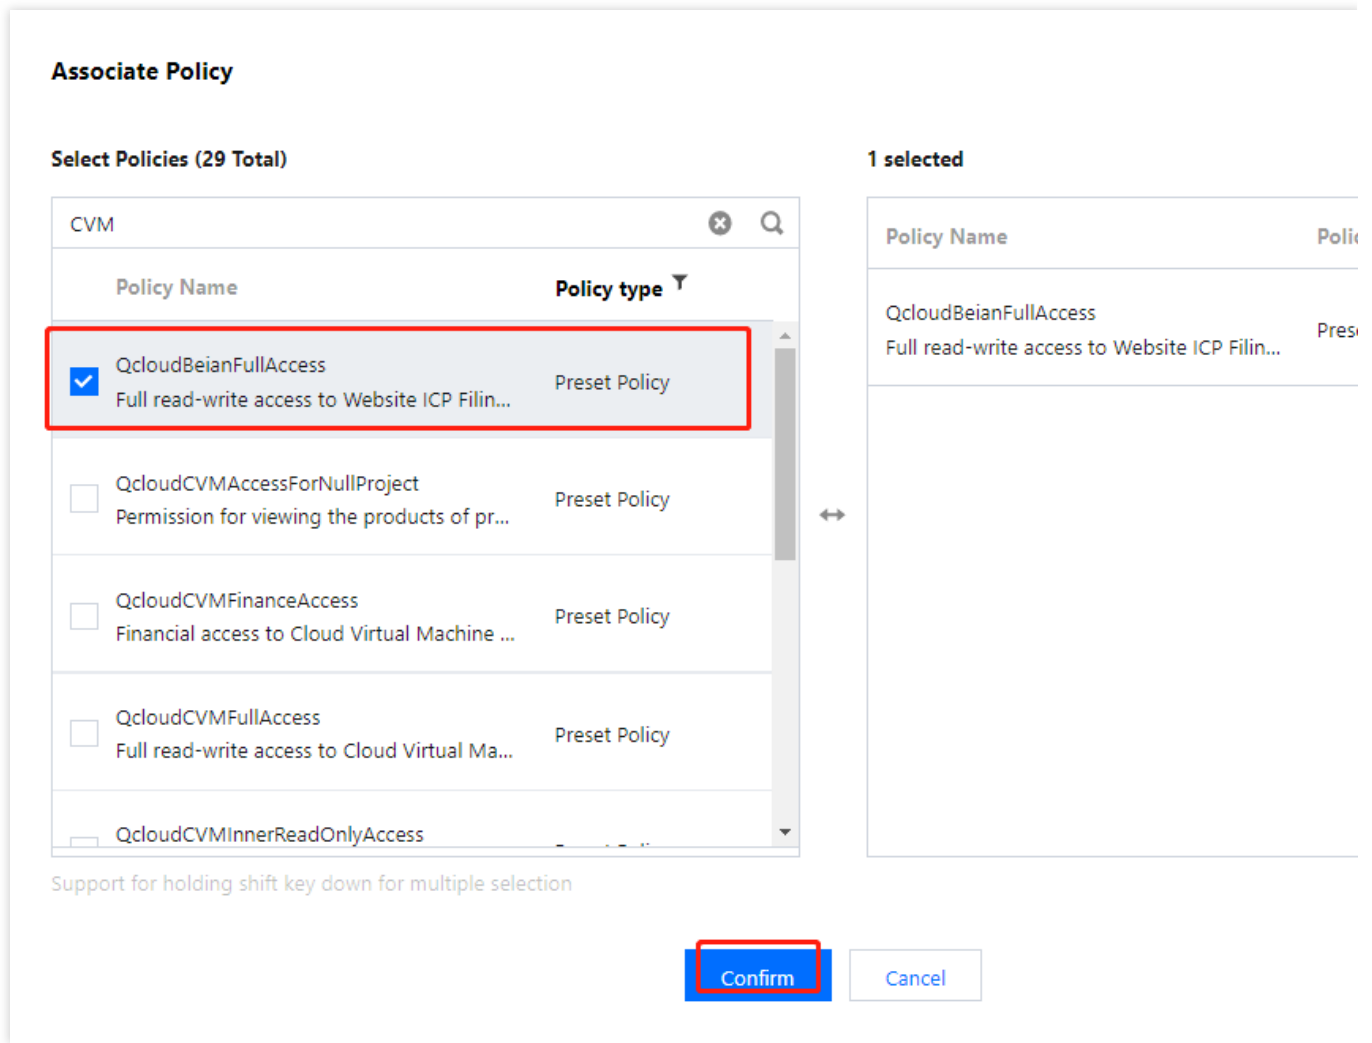 Associate Policy
Select Policies (29 Total)
1 selected
CVM
Policy Name
Policy type
QcloudBeianFullAccess
Full read-write access to Website ICP Filin...
Preset Policy
QcloudCVMAccessForNullProject
Permission for viewing the products of pr...
Preset Policy
QcloudCVMFinanceAccess
Financial access to Cloud Virtual Machine ...
Preset Policy
QcloudCVMFullAccess
Full read-write access to Cloud Virtual Ma...
Preset Policy
QcloudCVMInnerReadOnlyAccess
Policy Name
QcloudBeianFullAccess
Full read-write access to Website ICP Filin...
Support for holding shift key down for multiple selection
Confirm
Cancel